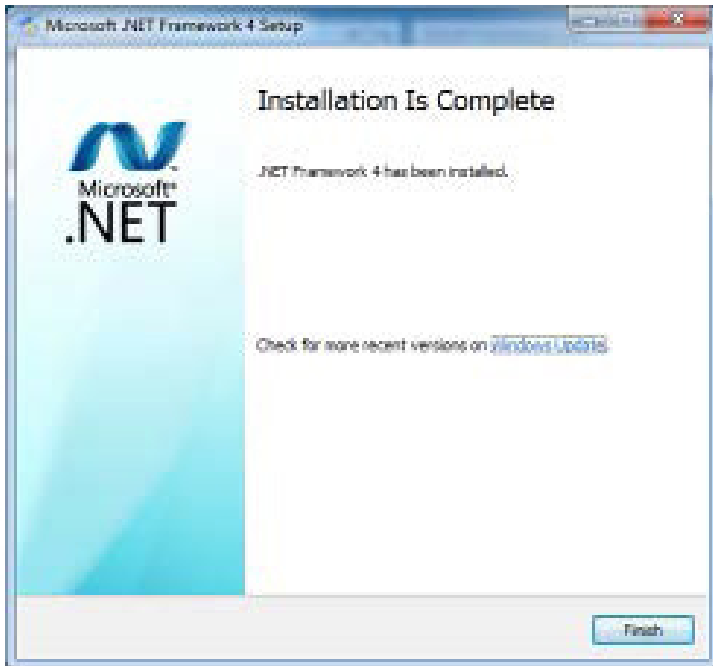 Microsoft .NET Framework 4 Setup
Installation Is Complete
Microsoft®
.NET
.NET Framework 4 has been installed.
Check for more recent versions on Windows Update.
Finish